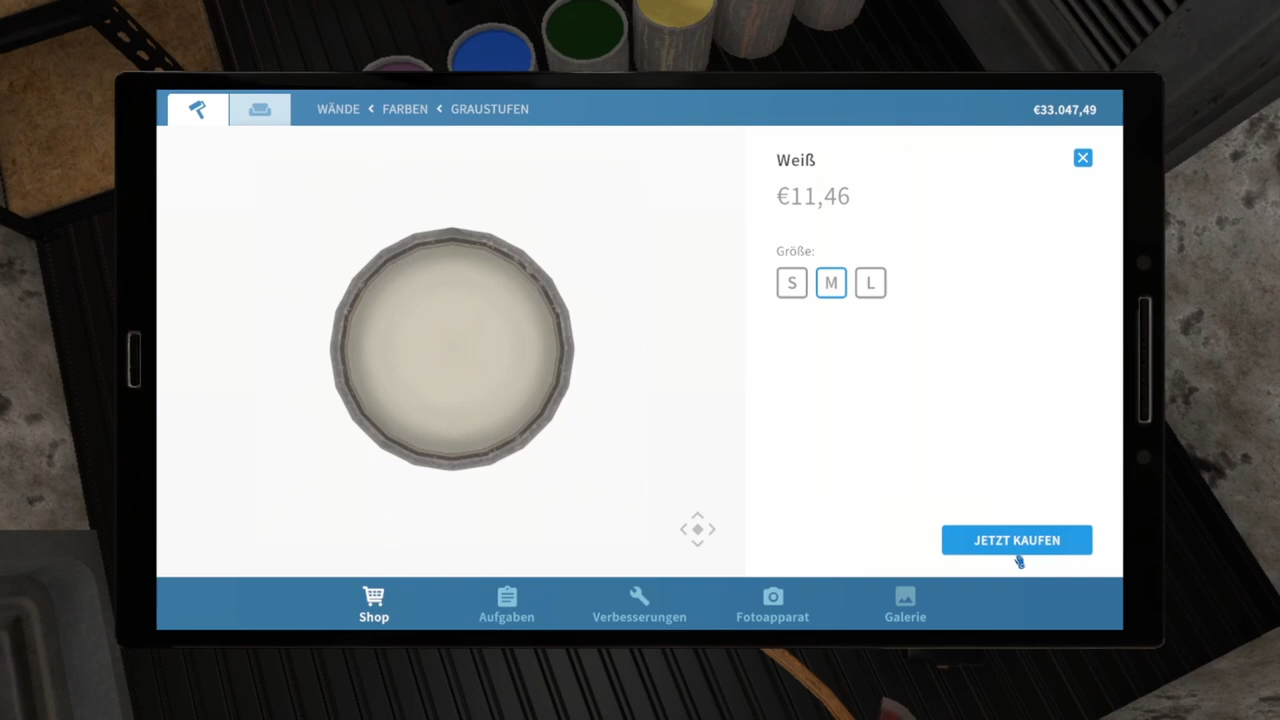 WÄNDE < FARBEN < GRAUSTUFEN
€33.047,49
Weiß
€11,46
Größe:
S M L
JETZT KAUFEN
Shop Aufgaben Verbesserungen Fotoapparat Galerie